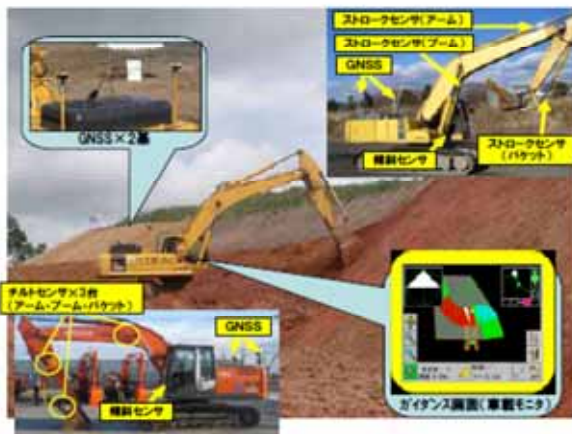 ストロークセンサ(アーム)
ストロークセンサ(ブーム)
GNSS
GNSS×2基
傾斜センサ
ストロークセンサ
(バケット)
チルトセンサ×3台
(アーム・ブーム・バケット)
GNSS
傾斜センサ
ガイダンス画面(車載モニタ)